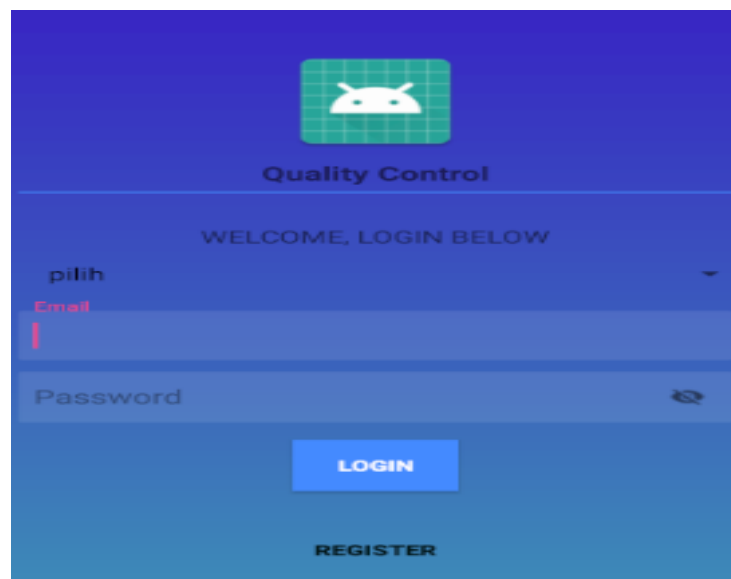 Quality Control
WELCOME, LOGIN BELOW
pilih
Email
Password
LOGIN
REGISTER